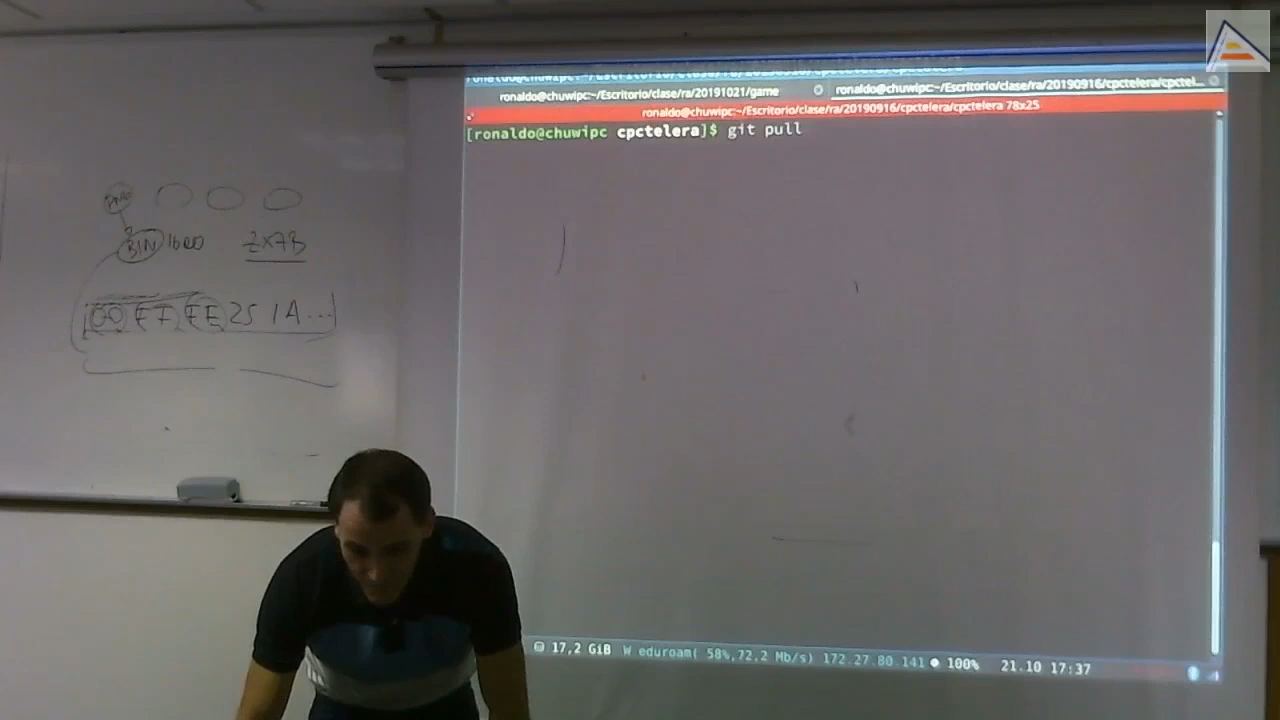 ronaldo@chuwipc:~/Escritorio/clase/ra/20191021/game
ronaldo@chuwipc:~/Escritorio/clase/ra/20190916/cpctelera/cpctel...
ronaldo@chuwipc:~/Escritorio/clase/ra/20190916/cpctelera/cpctelera 78x25
[ronaldo@chuwipc cpctelera]$ git pull
BIN 1600 ZX7B
00 F7 FE 25 1A...
17,2 GiB W eduroam( 58%,72.2 Mb/s) 172.27.80.141 100% 21.10 17:37